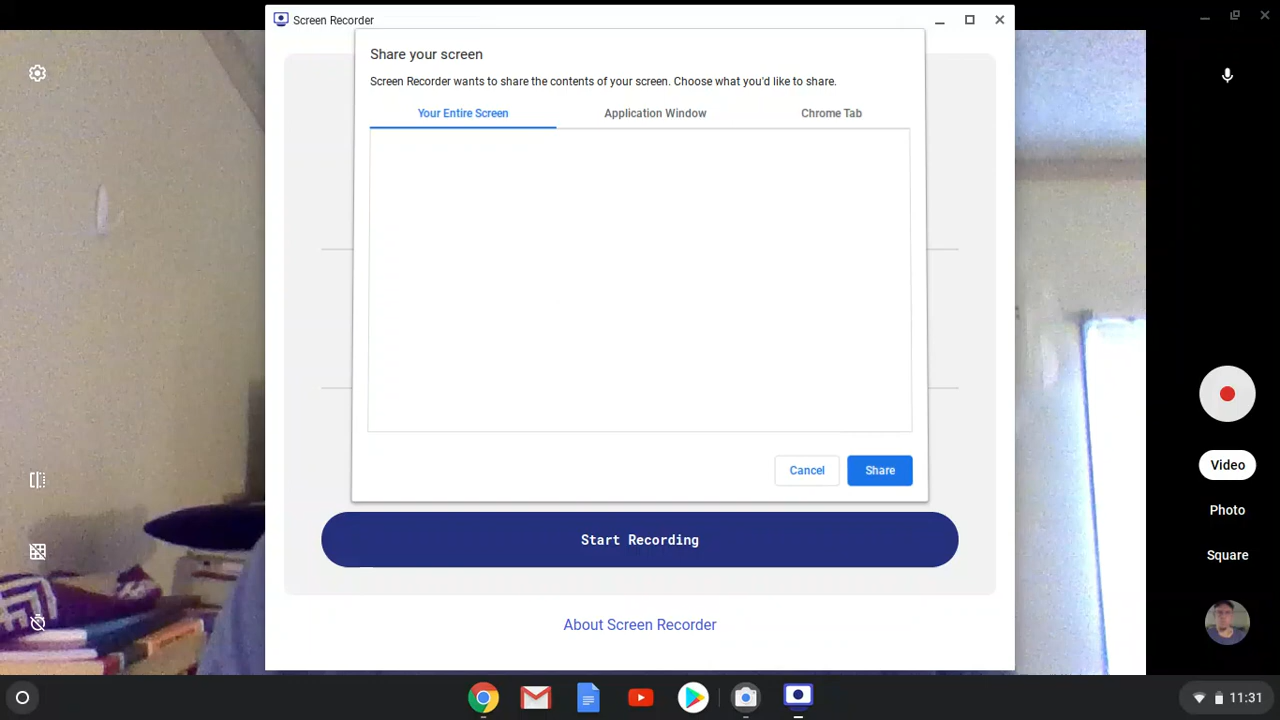 Screen Recorder
Share your screen
Screen Recorder wants to share the contents of your screen. Choose what you'd like to share.
Your Entire Screen
Application Window
Chrome Tab
Cancel
Share
Start Recording
About Screen Recorder
Video
Photo
Square
11:31